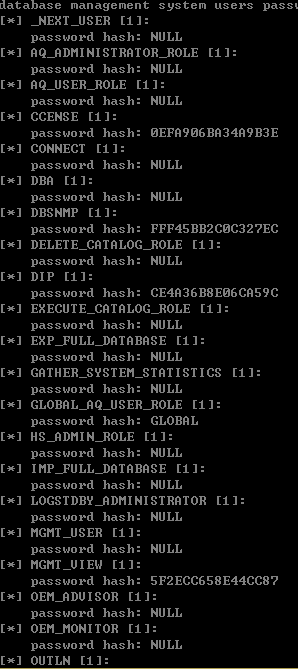 database management system users passw
[*] _NEXT_USER [1]:
password hash: NULL
[*] AQ_ADMINISTRATOR_ROLE [1]:
password hash: NULL
[*] AQ_USER_ROLE [1]:
password hash: NULL
[*] CCENSE [1]:
password hash: 0EFA906BA34A9B3E
[*] CONNECT [1]:
password hash: NULL
[*] DBA [1]:
password hash: NULL
[*] DBSNMP [1]:
password hash: FFF45BB2C0C327EC
[*] DELETE_CATALOG_ROLE [1]:
password hash: NULL
[*] DIP [1]:
password hash: CE4A36B8E06CA59C
[*] EXECUTE_CATALOG_ROLE [1]:
password hash: NULL
[*] EXP_FULL_DATABASE [1]:
password hash: NULL
[*] GATHER_SYSTEM_STATISTICS [1]:
password hash: NULL
[*] GLOBAL_AQ_USER_ROLE [1]:
password hash: GLOBAL
[*] HS_ADMIN_ROLE [1]:
password hash: NULL
[*] IMP_FULL_DATABASE [1]:
password hash: NULL
[*] LOGSTDBY_ADMINISTRATOR [1]:
password hash: NULL
[*] MGMT_USER [1]:
password hash: NULL
[*] MGMT_VIEW [1]:
password hash: 5F2ECC658E44CC87
[*] OEM_ADVISOR [1]:
password hash: NULL
[*] OEM_MONITOR [1]:
password hash: NULL
[*] OUTLN [1]: